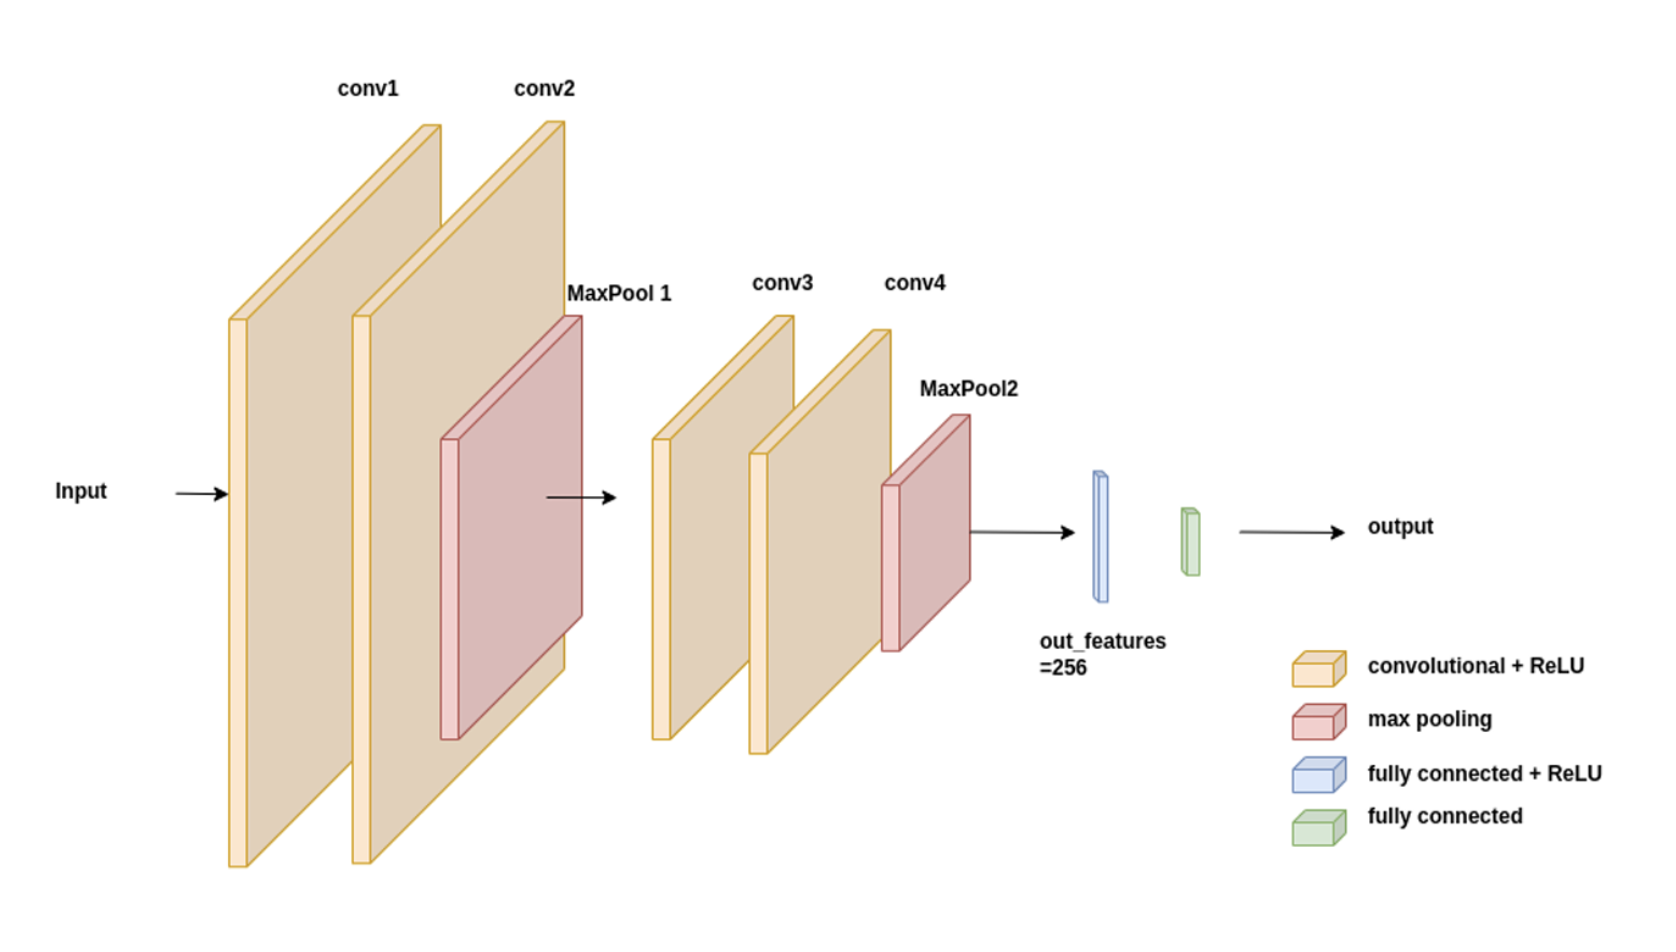 conv1
conv2
MaxPool 1
conv3
conv4
MaxPool2
Input
output
out_features
=256
convolutional + ReLU
max pooling
fully connected + ReLU
fully connected